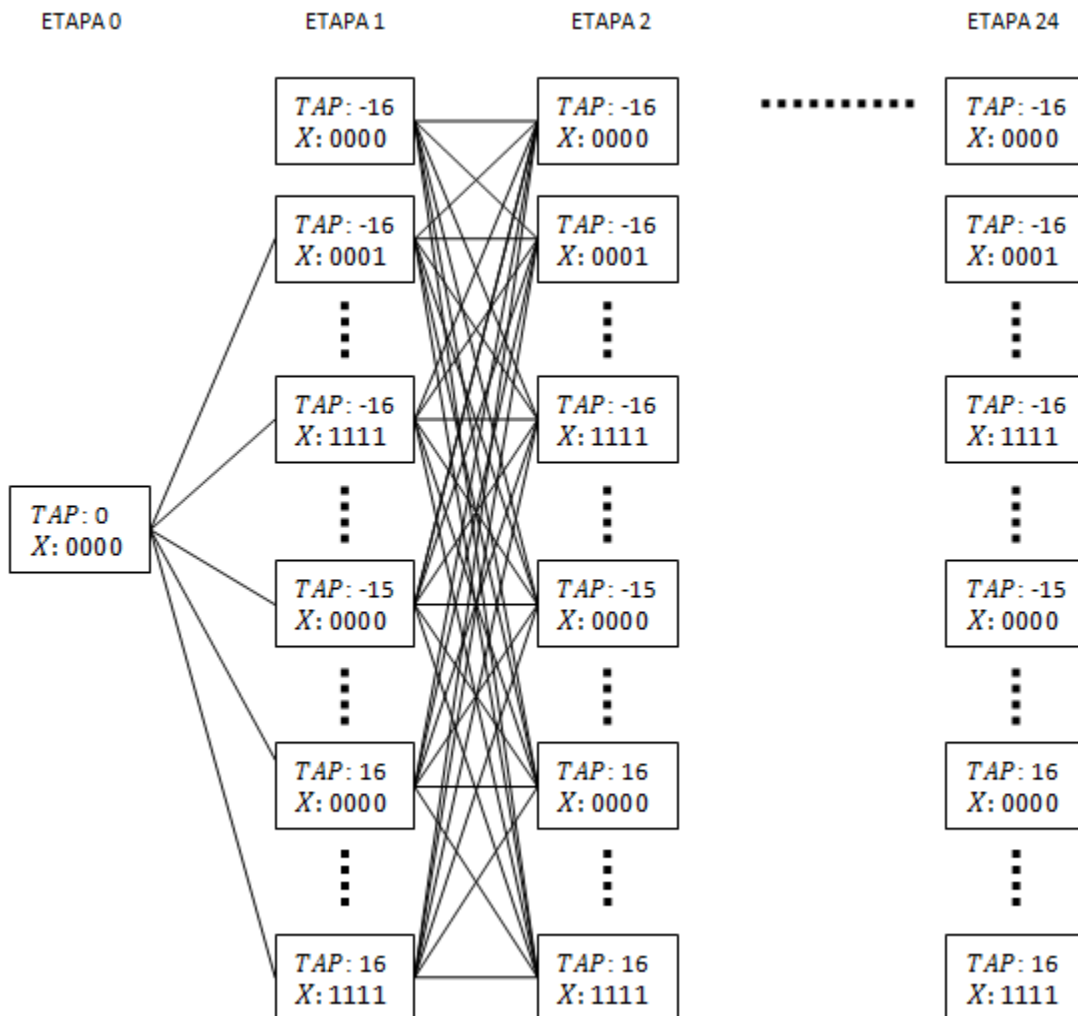 ETAPA 0
ETAPA 1
ETAPA 2
ETAPA 24
TAP: 0
X: 0000
TAP: -16
X: 0000
TAP: -16
X: 0001
TAP: -16
X: 1111
TAP: -15
X: 0000
TAP: 16
X: 0000
TAP: 16
X: 1111
TAP: -16
X: 0000
TAP: -16
X: 0001
TAP: -16
X: 1111
TAP: -15
X: 0000
TAP: 16
X: 0000
TAP: 16
X: 1111
TAP: -16
X: 0000
TAP: -16
X: 0001
TAP: -16
X: 1111
TAP: -15
X: 0000
TAP: 16
X: 0000
TAP: 16
X: 1111